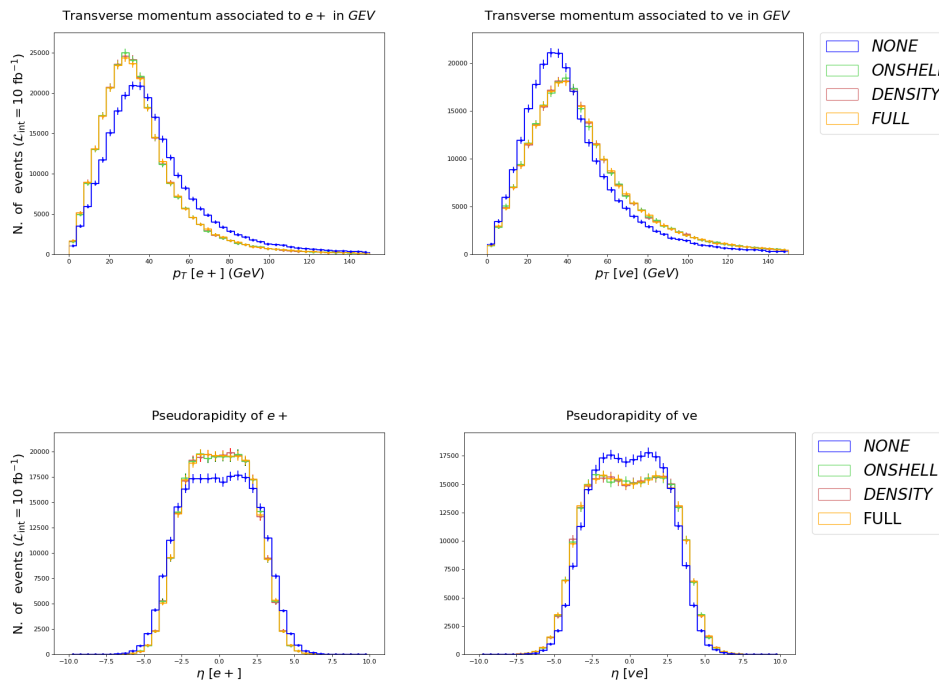 Transverse momentum associated to e+ in GEV
Transverse momentum associated to ve in GEV
N. of events (ℒint = 10 fb⁻¹)
25000
20000
15000
10000
5000
0
0 20 40 60 80 100 120 140
pT [e+] (GeV)
20000
15000
10000
5000
0
0 20 40 60 80 100 120 140
pT [ve] (GeV)
NONE
ONSHELL
DENSITY
FULL
Pseudorapidity of e+
Pseudorapidity of ve
N. of events (ℒint = 10 fb⁻¹)
20000
17500
15000
12500
10000
7500
5000
2500
0
−10.0 −7.5 −5.0 −2.5 0.0 2.5 5.0 7.5 10.0
η [e+]
17500
15000
12500
10000
7500
5000
2500
0
−10.0 −7.5 −5.0 −2.5 0.0 2.5 5.0 7.5 10.0
η [ve]
NONE
ONSHELL
DENSITY
FULL